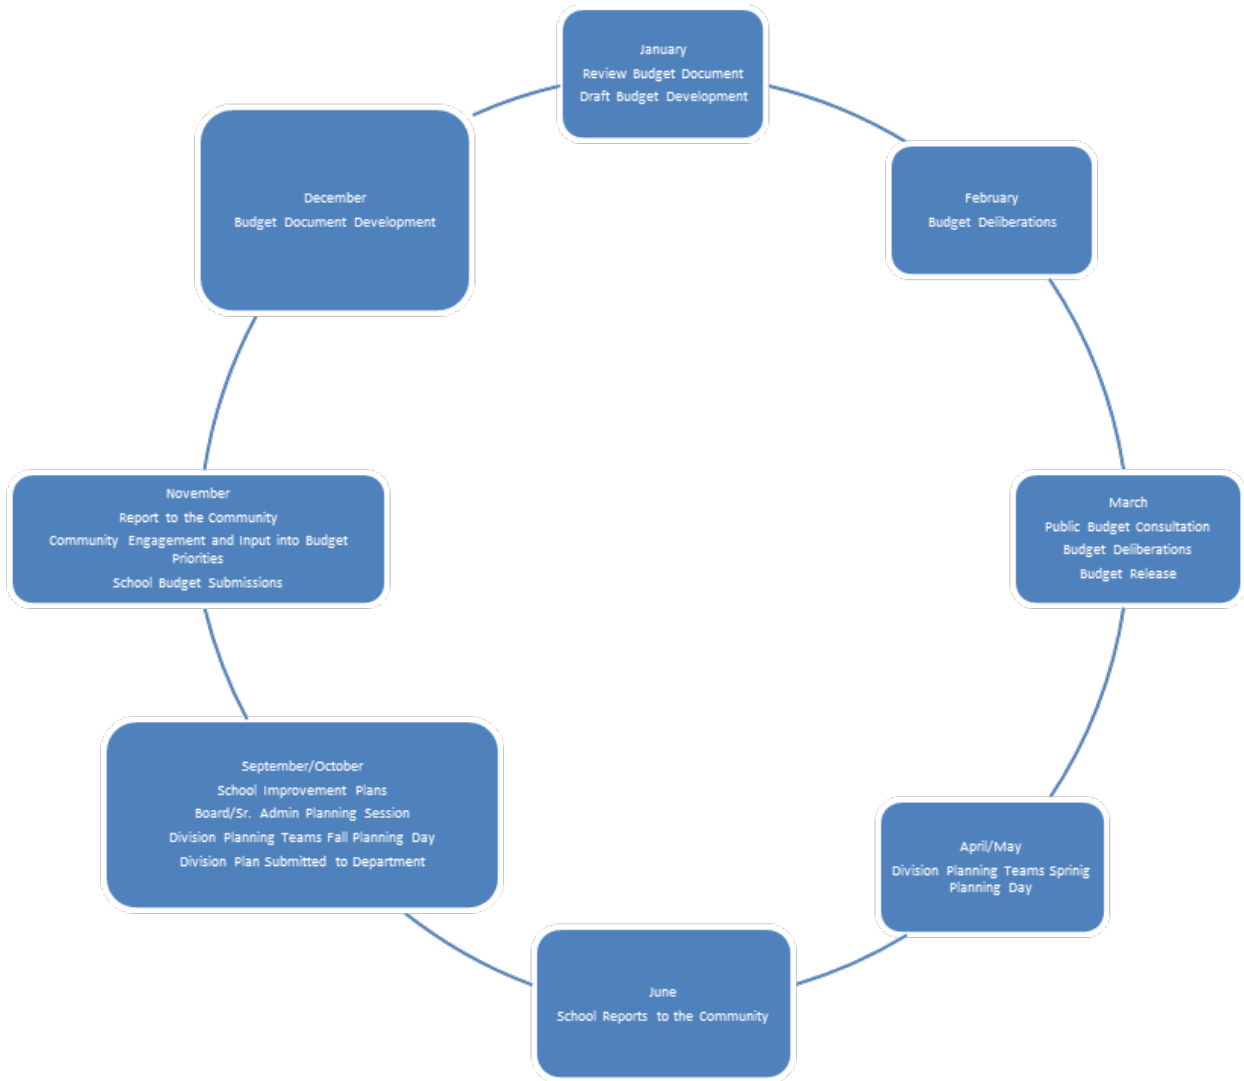 January
Review Budget Document
Draft Budget Development
February
Budget Deliberations
March
Public Budget Consultation
Budget Deliberations
Budget Release
April/May
Division Planning Teams Sprinig
Planning Day
June
School Reports to the Community
September/October
School Improvement Plans
Board/Sr. Admin Planning Session
Division Planning Teams Fall Planning Day
Division Plan Submitted to Department
November
Report to the Community
Community Engagement and Input into Budget
Priorities
School Budget Submissions
December
Budget Document Development